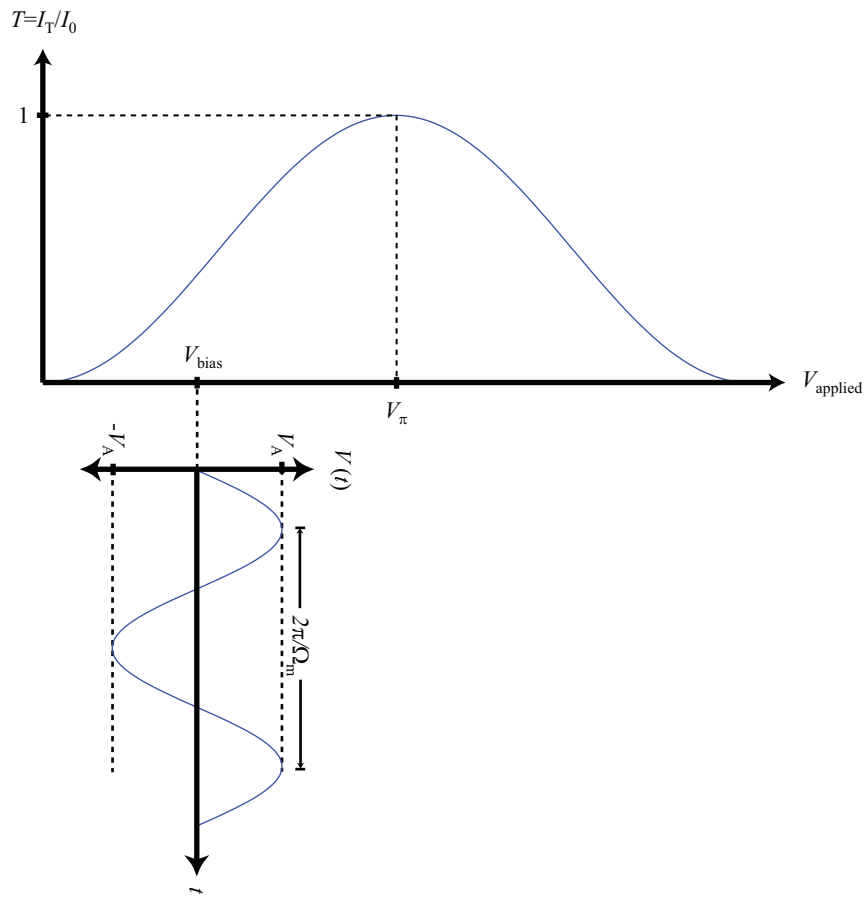 T=I_T/I_0
1
V_bias
V_applied
V_π
-V_A
V_A
V(t)
2π/Ω_m
t